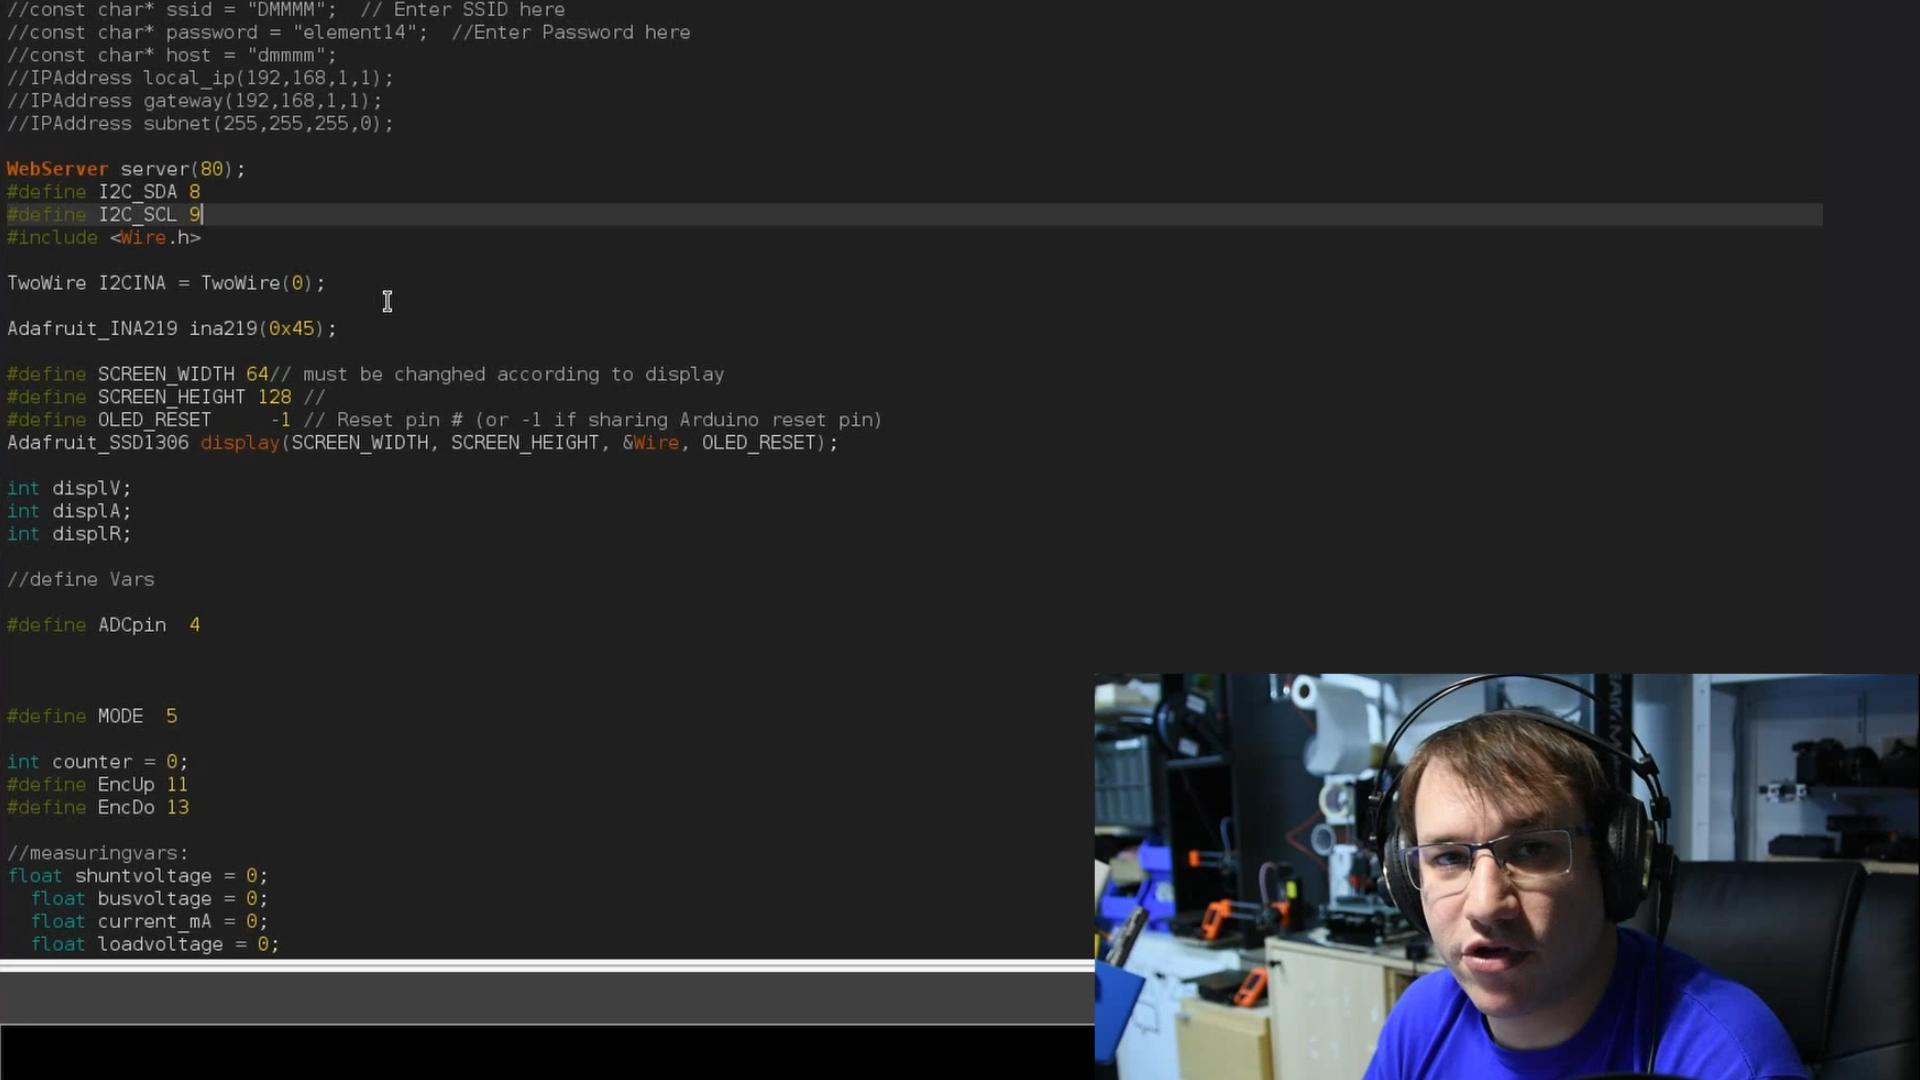 //const char* ssid = "DMMMM";  // Enter SSID here
//const char* password = "element14";  //Enter Password here
//const char* host = "dmmmm";
//IPAddress local_ip(192,168,1,1);
//IPAddress gateway(192,168,1,1);
//IPAddress subnet(255,255,255,0);
WebServer server(80);
#define I2C_SDA 8
#define I2C_SCL 9
#include <Wire.h>
TwoWire I2CINA = TwoWire(0);
Adafruit_INA219 ina219(0x45);
#define SCREEN_WIDTH 64// must be changhed according to display
#define SCREEN_HEIGHT 128 //
#define OLED_RESET     -1 // Reset pin # (or -1 if sharing Arduino reset pin)
Adafruit_SSD1306 display(SCREEN_WIDTH, SCREEN_HEIGHT, &Wire, OLED_RESET);
int displV;
int displA;
int displR;
//define Vars
#define ADCpin  4
#define MODE  5
int counter = 0;
#define EncUp 11
#define EncDo 13
//measuringvars:
float shuntvoltage = 0;
  float busvoltage = 0;
  float current_mA = 0;
  float loadvoltage = 0;